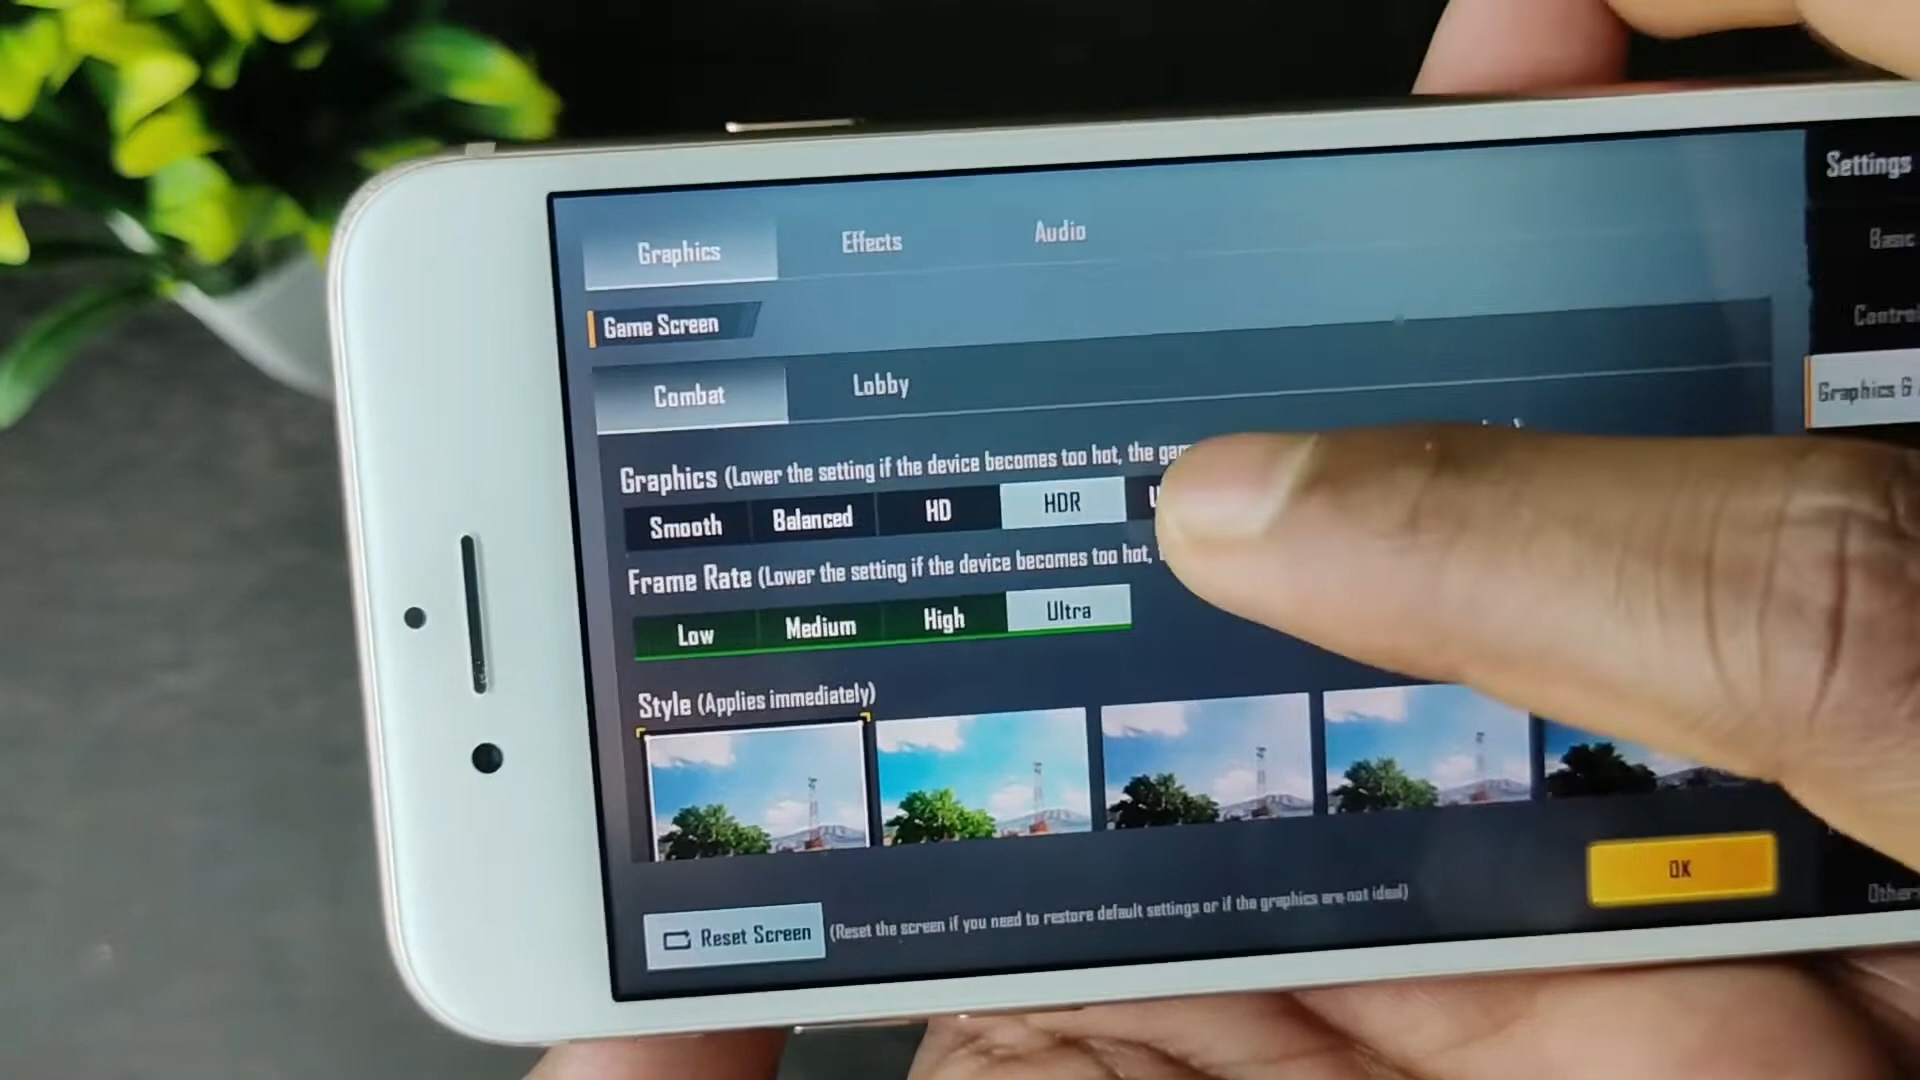 Settings
Graphics Effects Audio
Basic
Game Screen
Combat Lobby
Graphics &
Graphics (Lower the setting if the device becomes too hot, the
Smooth Balanced HD HDR
Frame Rate (Lower the setting if the device becomes too hot,
Low Medium High Ultra
Style (Applies immediately)
OK
Reset Screen (Reset the screen if you need to restore default settings or if the graphics are not ideal)